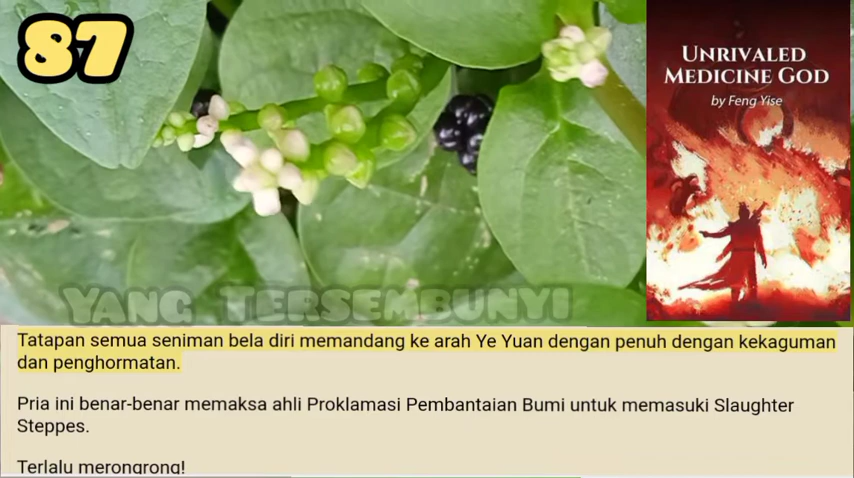 87
UNRIVALED
MEDICINE GOD
by Feng Yise
YANG TERSEMBUNYI
Tatapan semua seniman bela diri memandang ke arah Ye Yuan dengan penuh dengan kekaguman
dan penghormatan.
Pria ini benar-benar memaksa ahli Proklamasi Pembantaian Bumi untuk memasuki Slaughter
Steppes.
Terlalu merongrong!